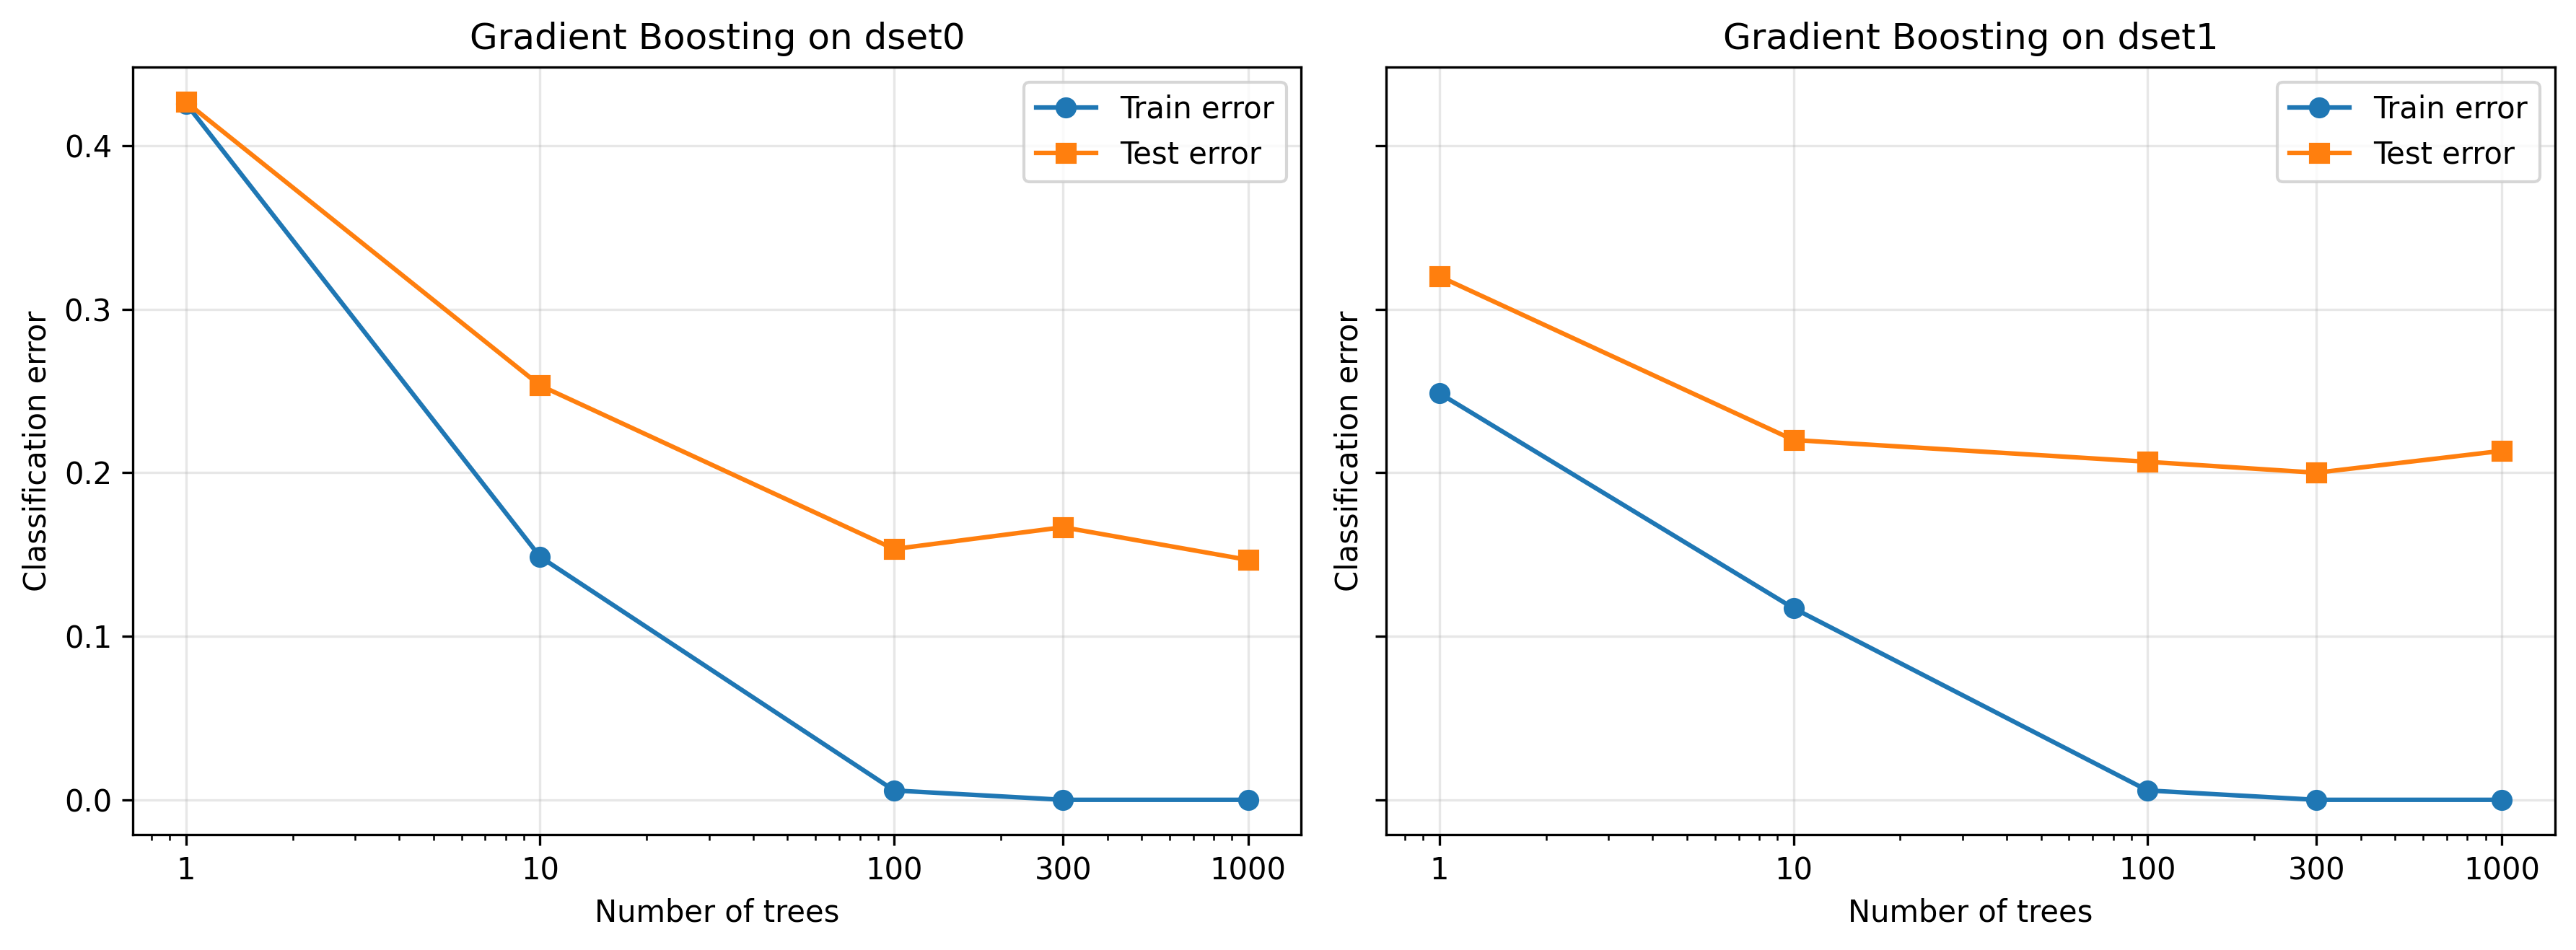 Gradient Boosting on dset0
Train error
Test error
Classification error
0.4
0.3
0.2
0.1
0.0
1 10 100 300 1000
Number of trees
Gradient Boosting on dset1
Train error
Test error
Classification error
1 10 100 300 1000
Number of trees